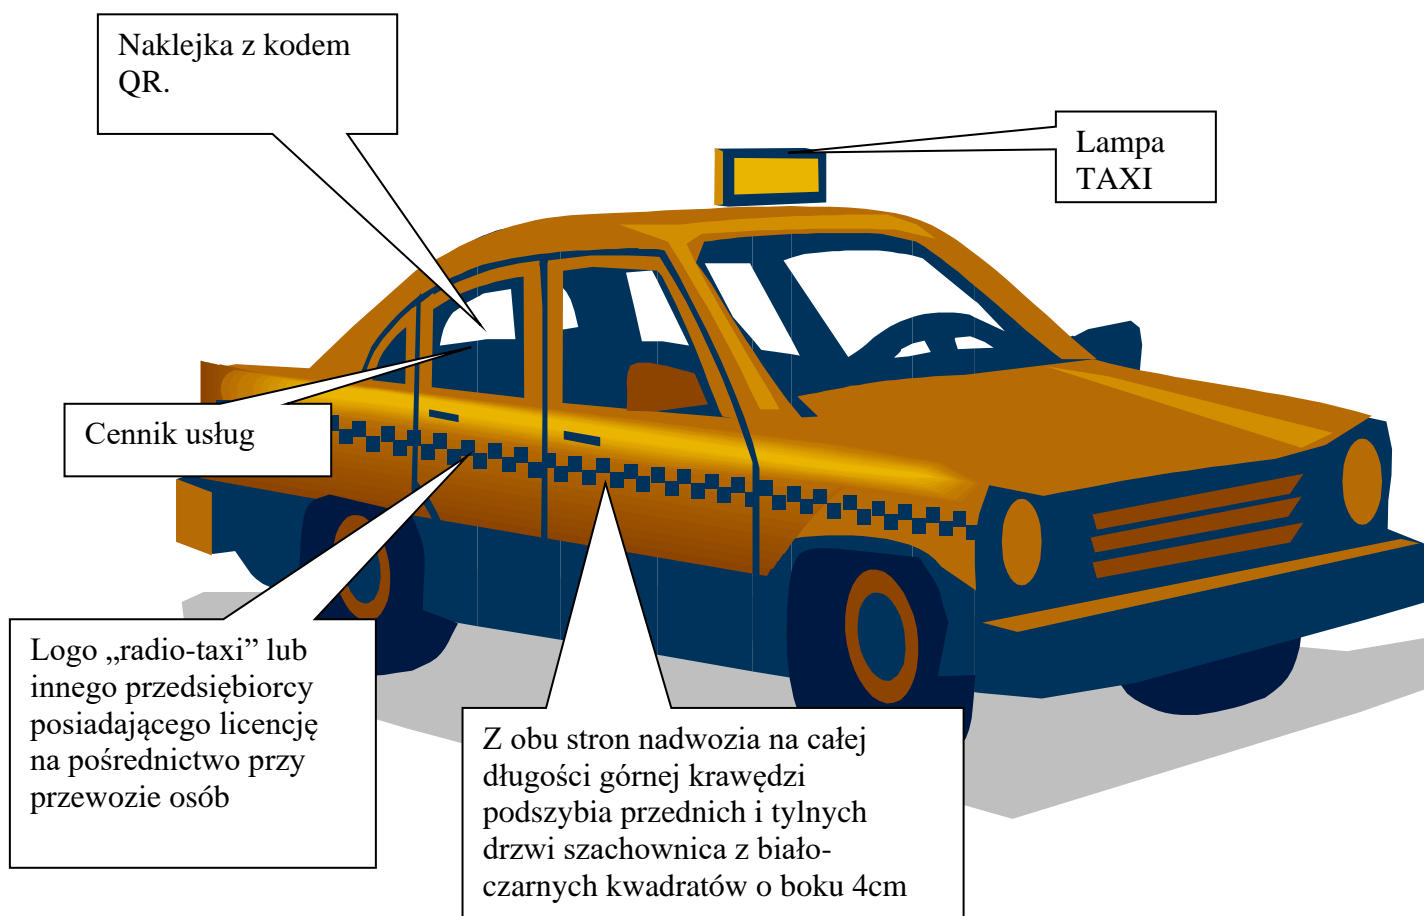 Naklejka z kodem
QR.
Lampa
TAXI
Cennik usług
Logo „radio-taxi” lub
innego przedsiębiorcy
posiadającego licencję
na pośrednictwo przy
przewozie osób
Z obu stron nadwozia na całej
długości górnej krawędzi
podszybia przednich i tylnych
drzwi szachownica z biało-
czarnych kwadratów o boku 4cm